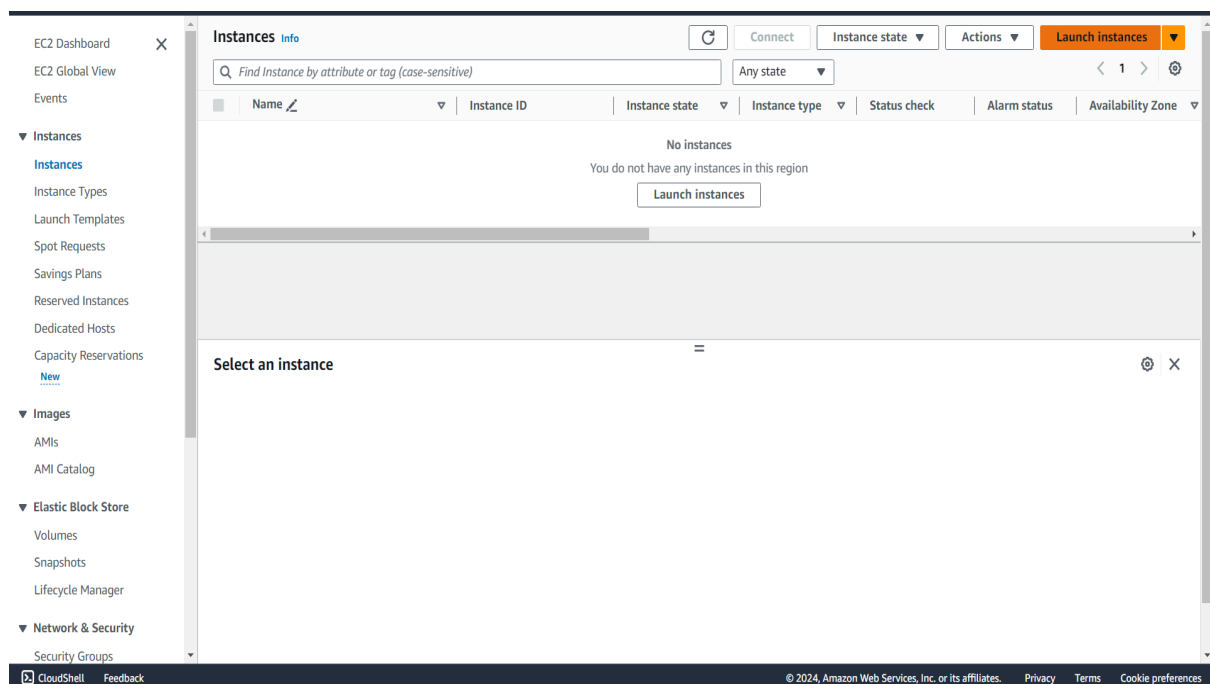 EC2 Dashboard
EC2 Global View
Events
Instances
Instances
Instance Types
Launch Templates
Spot Requests
Savings Plans
Reserved Instances
Dedicated Hosts
Capacity Reservations
New
Images
AMIs
AMI Catalog
Elastic Block Store
Volumes
Snapshots
Lifecycle Manager
Network & Security
Security Groups
Instances Info
Connect Instance state Actions Launch instances
Find Instance by attribute or tag (case-sensitive) Any state 1
Name Instance ID Instance state Instance type Status check Alarm status Availability Zone
No instances
You do not have any instances in this region
Launch instances
Select an instance
CloudShell Feedback © 2024, Amazon Web Services, Inc. or its affiliates. Privacy Terms Cookie preferences